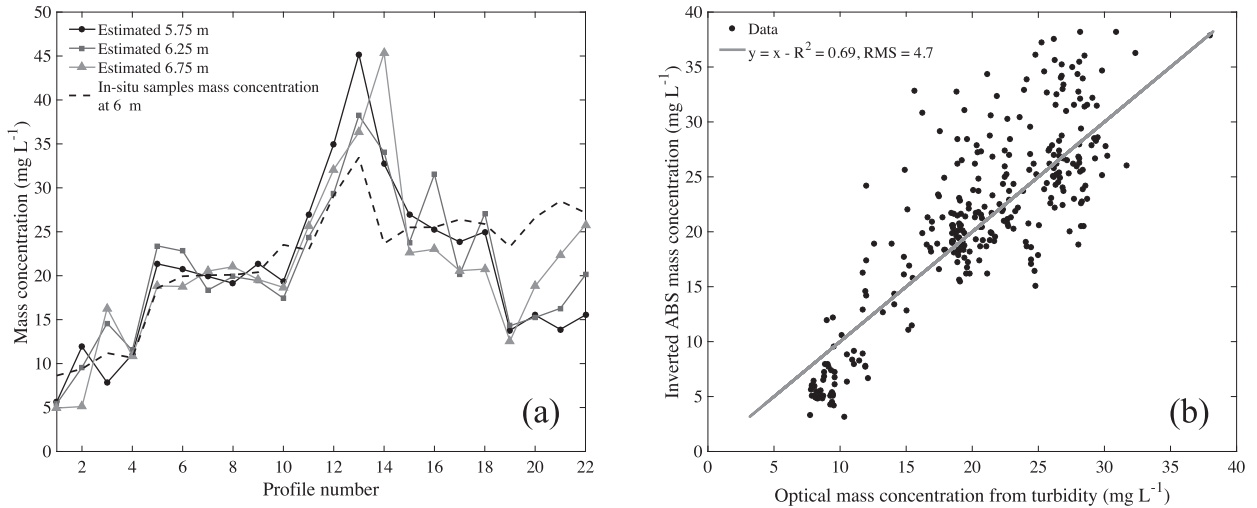 50
45
40
35
30
25
20
15
10
5
0
Mass concentration (mg L⁻¹)
Estimated 5.75 m
Estimated 6.25 m
Estimated 6.75 m
In-situ samples mass concentration
at 6 m
(a)
2 4 6 8 10 12 14 16 18 20 22
Profile number
40
35
30
25
20
15
10
5
0
Inverted ABS mass concentration (mg L⁻¹)
Data
y = x - R² = 0.69, RMS = 4.7
(b)
0 5 10 15 20 25 30 35 40
Optical mass concentration from turbidity (mg L⁻¹)